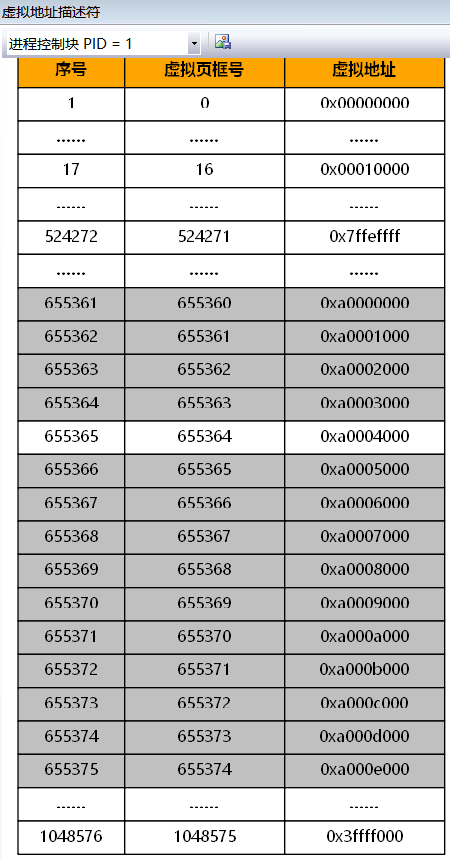 虚拟地址描述符
进程控制块 PID = 1
序号 虚拟页框号 虚拟地址
1 0 0x00000000
...... ...... ......
17 16 0x00010000
...... ...... ......
524272 524271 0x7ffeffff
...... ...... ......
655361 655360 0xa0000000
655362 655361 0xa0001000
655363 655362 0xa0002000
655364 655363 0xa0003000
655365 655364 0xa0004000
655366 655365 0xa0005000
655367 655366 0xa0006000
655368 655367 0xa0007000
655369 655368 0xa0008000
655370 655369 0xa0009000
655371 655370 0xa000a000
655372 655371 0xa000b000
655373 655372 0xa000c000
655374 655373 0xa000d000
655375 655374 0xa000e000
...... ...... ......
1048576 1048575 0x3ffff000